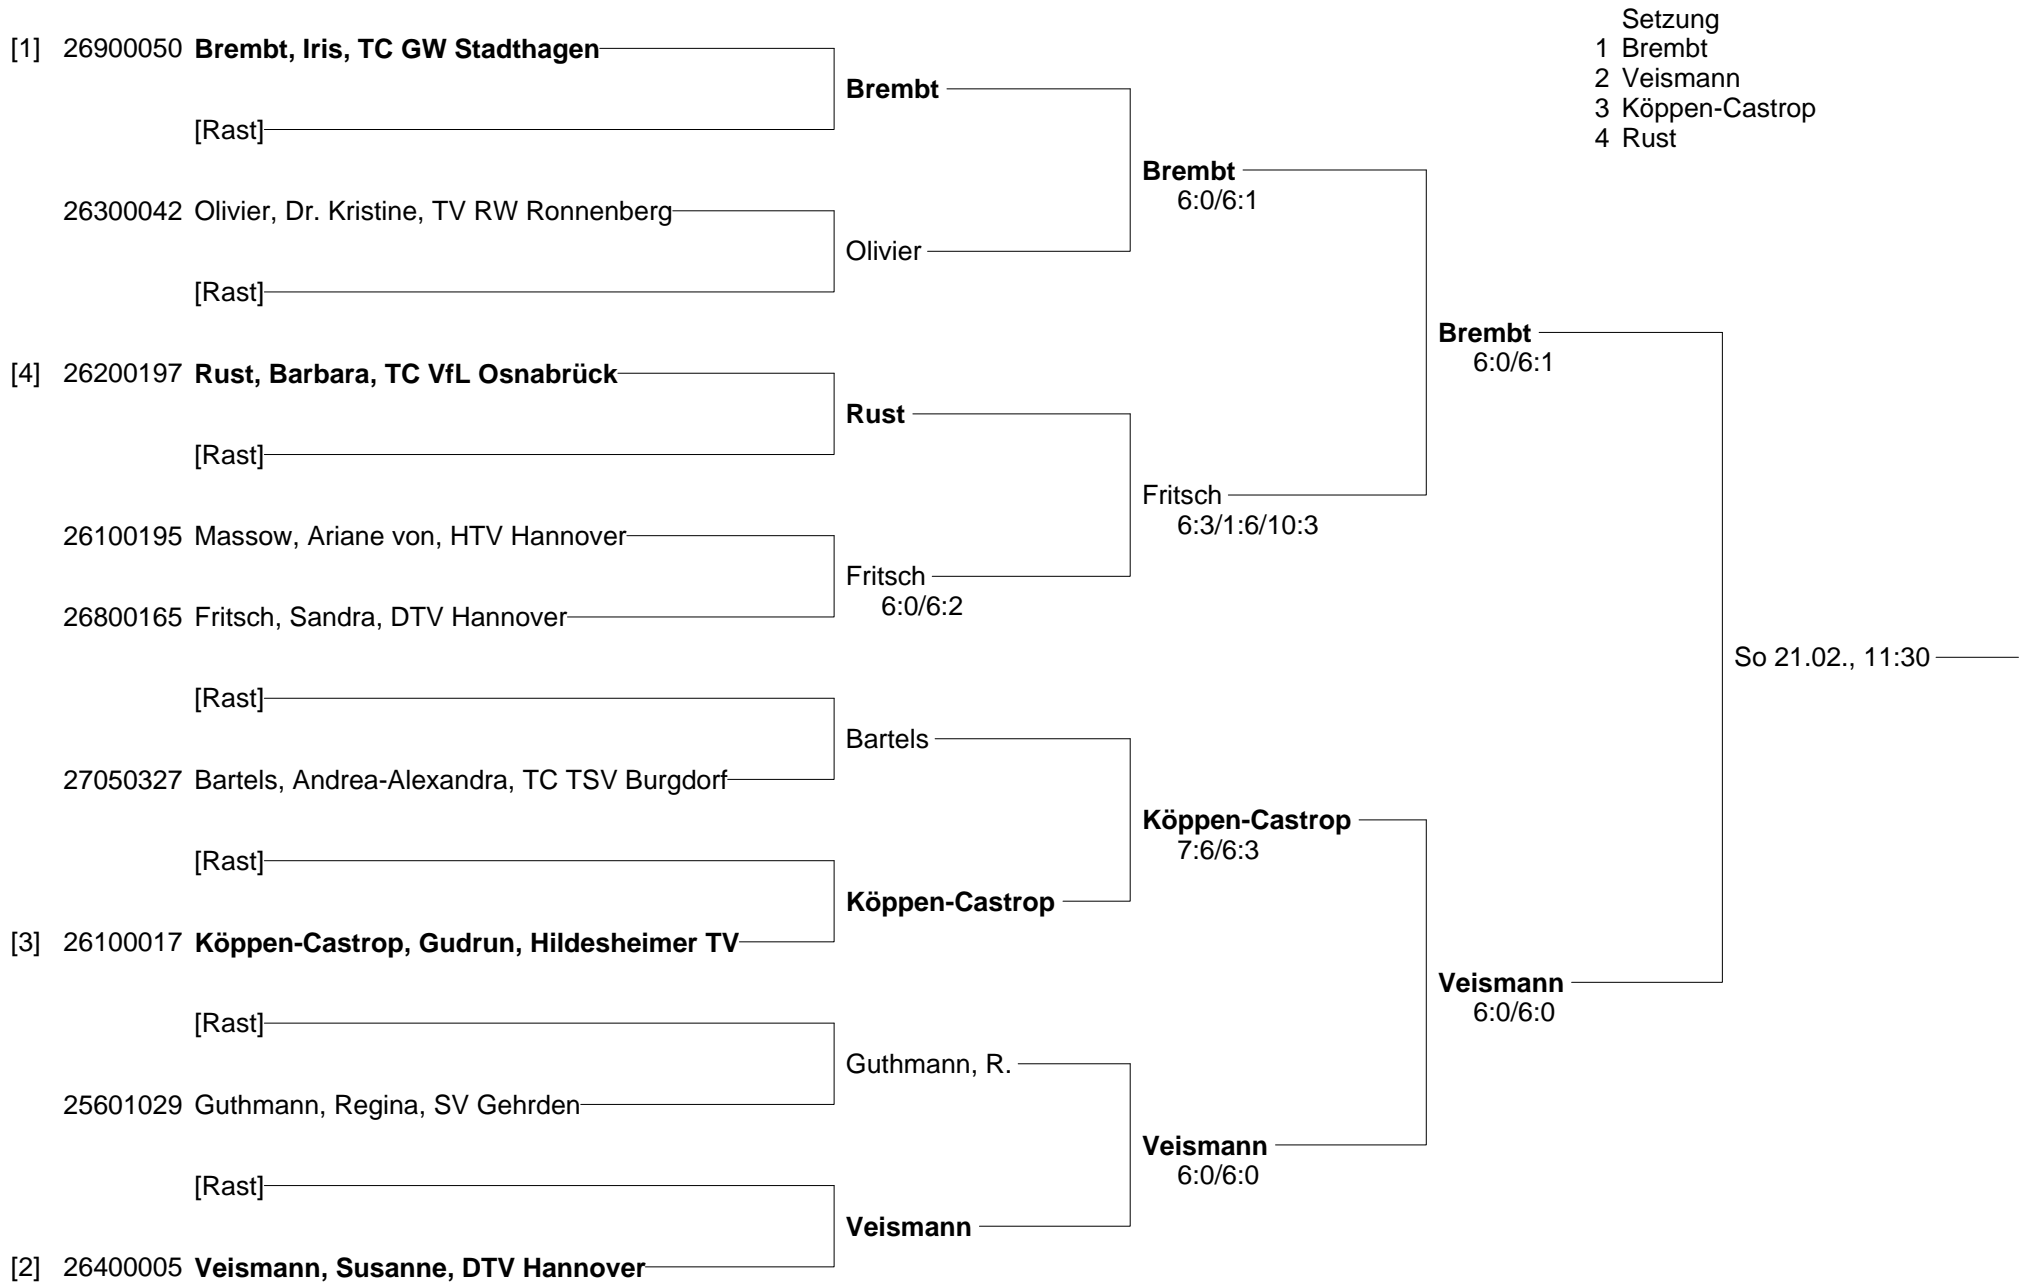 Setzung
1 Brembt
2 Veismann
3 Köppen-Castrop
4 Rust
[1] 26900050 Brembt, Iris, TC GW Stadthagen
Brembt
[Rast]
Brembt
6:0/6:1
26300042 Olivier, Dr. Kristine, TV RW Ronnenberg
Olivier
[Rast]
Brembt
6:0/6:1
[4] 26200197 Rust, Barbara, TC VfL Osnabrück
Rust
[Rast]
Fritsch
6:3/1:6/10:3
26100195 Massow, Ariane von, HTV Hannover
Fritsch
6:0/6:2
26800165 Fritsch, Sandra, DTV Hannover
So 21.02., 11:30
[Rast]
Bartels
27050327 Bartels, Andrea-Alexandra, TC TSV Burgdorf
Köppen-Castrop
7:6/6:3
[Rast]
Köppen-Castrop
[3] 26100017 Köppen-Castrop, Gudrun, Hildesheimer TV
Veismann
6:0/6:0
[Rast]
Guthmann, R.
25601029 Guthmann, Regina, SV Gehrden
Veismann
6:0/6:0
[Rast]
Veismann
[2] 26400005 Veismann, Susanne, DTV Hannover